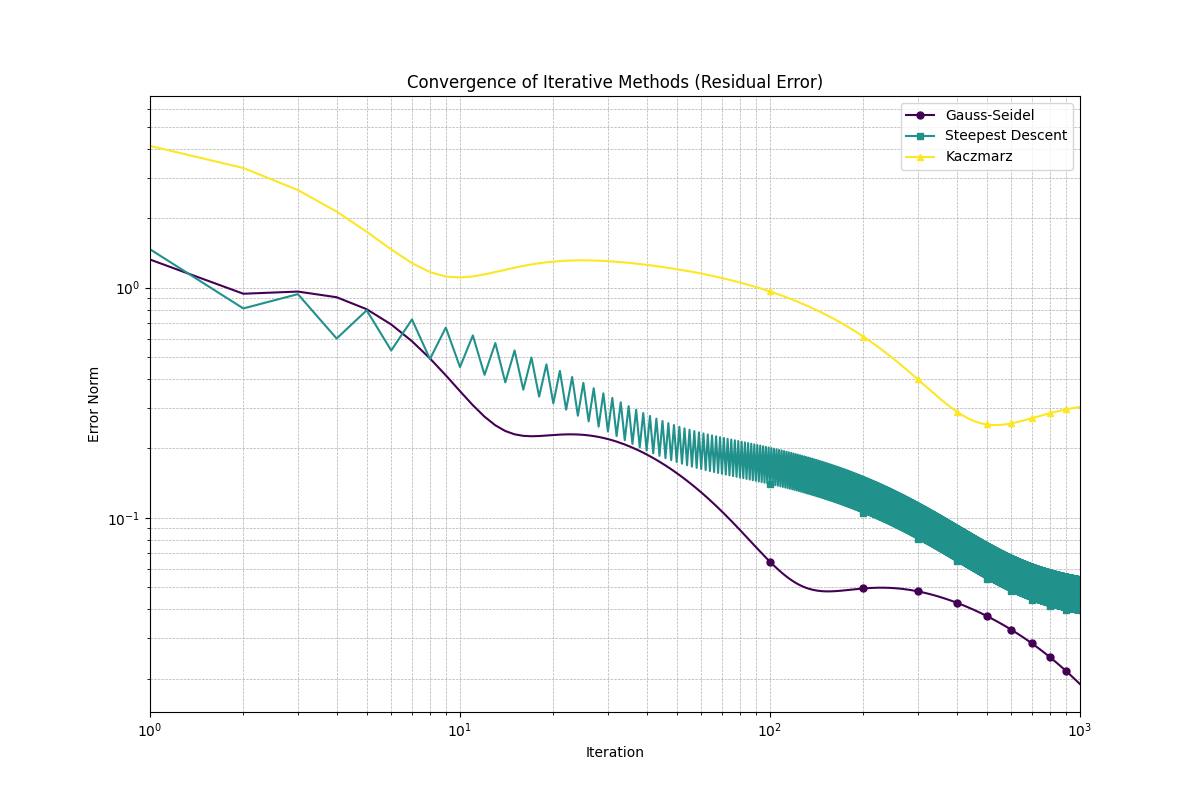 Convergence of Iterative Methods (Residual Error)
Gauss-Seidel
Steepest Descent
Kaczmarz
Error Norm
10⁰
10⁻¹
10⁰
10¹
10²
10³
Iteration